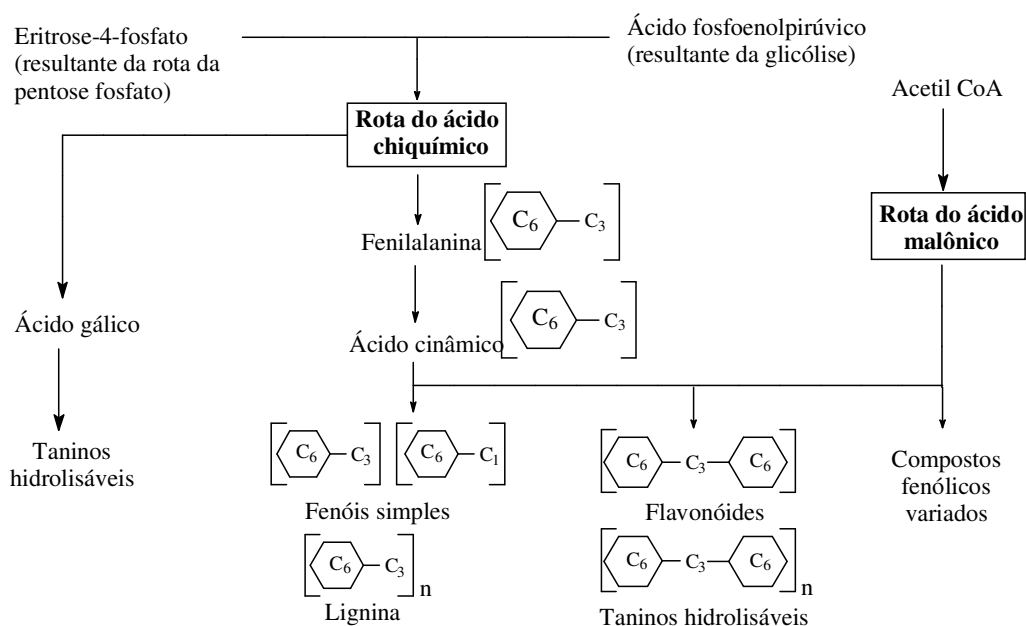 Eritrose-4-fosfato
(resultante da rota da
pentose fosfato)
Ácido fosfoenolpirúvico
(resultante da glicólise)
Acetil CoA
Rota do ácido
chiquímico
Rota do ácido
malônico
Fenilalanina
C6
C3
Ácido gálico
Ácido cinâmico
C6
C3
Taninos
hidrolisáveis
C6
C3
C6
C1
Fenóis simples
C6
C3
n
Lignina
C6
C3
C6
Flavonóides
C6
C3
C6
n
Taninos hidrolisáveis
Compostos
fenólicos
variados